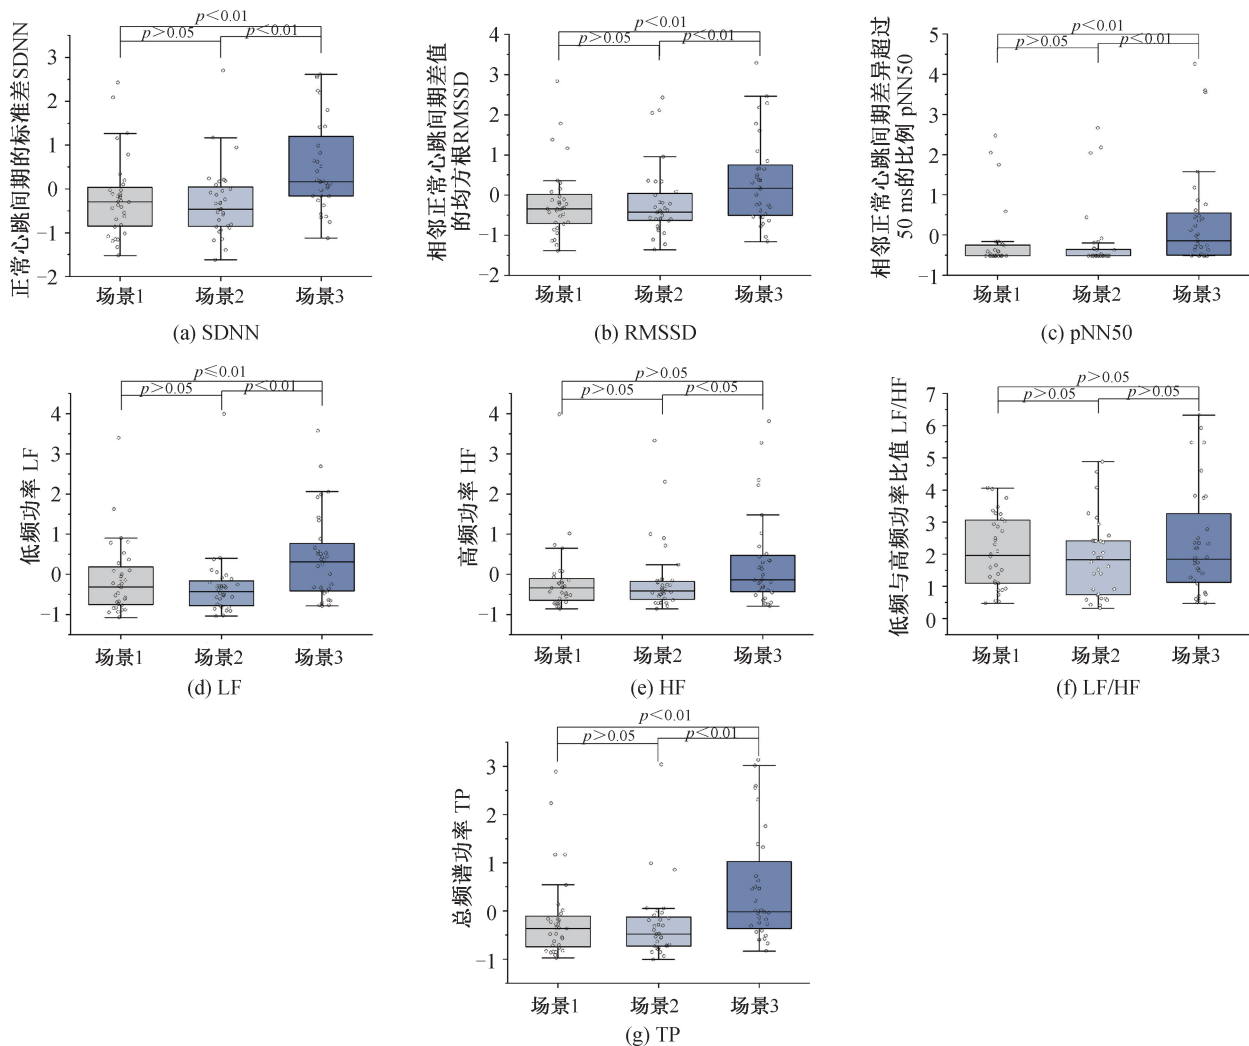 p<0.01
p>0.05
p<0.01
正常心跳间期的标准差SDNN
3
2
1
0
−1
−2
场景1
场景2
场景3
(a) SDNN
p<0.01
p>0.05
p<0.01
相邻正常心跳间期差值
的均方根RMSSD
4
3
2
1
0
−1
−2
场景1
场景2
场景3
(b) RMSSD
p<0.01
p>0.05
p<0.01
相邻正常心跳间期差异超过
50 ms的比例 pNN50
5
4
3
2
1
0
−1
场景1
场景2
场景3
(c) pNN50
p≤0.01
p>0.05
p<0.01
低频功率 LF
4
3
2
1
0
−1
场景1
场景2
场景3
(d) LF
p>0.05
p>0.05
p<0.05
高频功率 HF
4
3
2
1
0
−1
场景1
场景2
场景3
(e) HF
p>0.05
p>0.05
p>0.05
低频与高频功率比值 LF/HF
7
6
5
4
3
2
1
0
场景1
场景2
场景3
(f) LF/HF
p<0.01
p>0.05
p<0.01
总频谱功率 TP
3
2
1
0
−1
场景1
场景2
场景3
(g) TP